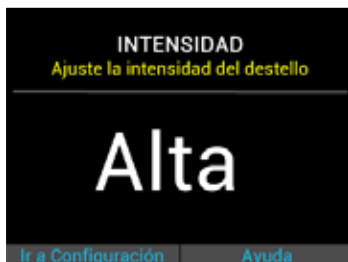 INTENSIDAD
Ajuste la intensidad del destello
Alta
Ir a Configuración Ayuda